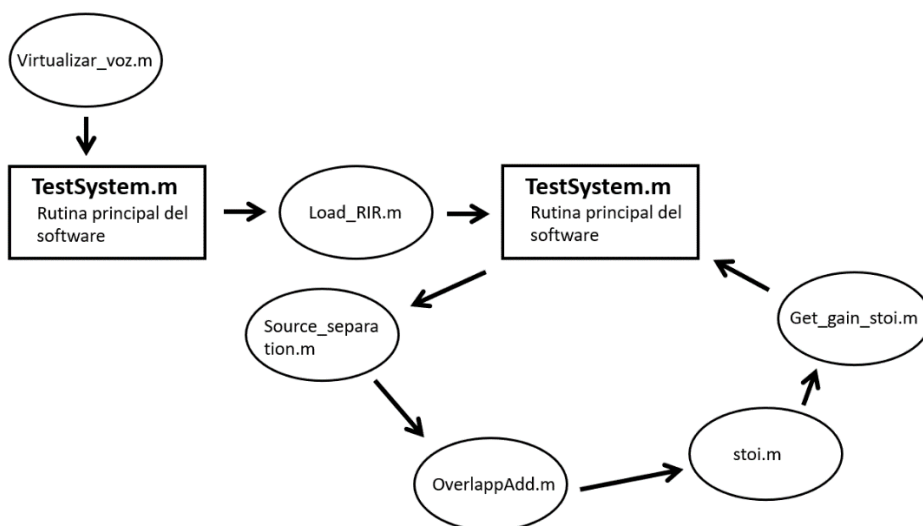 Virtualizar_voz.m
TestSystem.m
Rutina principal del
software
Load_RIR.m
TestSystem.m
Rutina principal del
software
Source_separa
tion.m
Get_gain_stoi.m
OverlappAdd.m
stoi.m